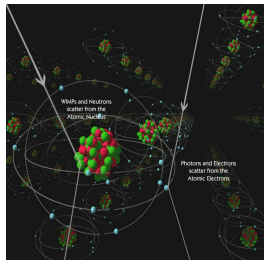 WIMPs and Neutrons
scatter from the
Atomic Nucleus
Photons and Electrons
scatter from the
Atomic Electrons